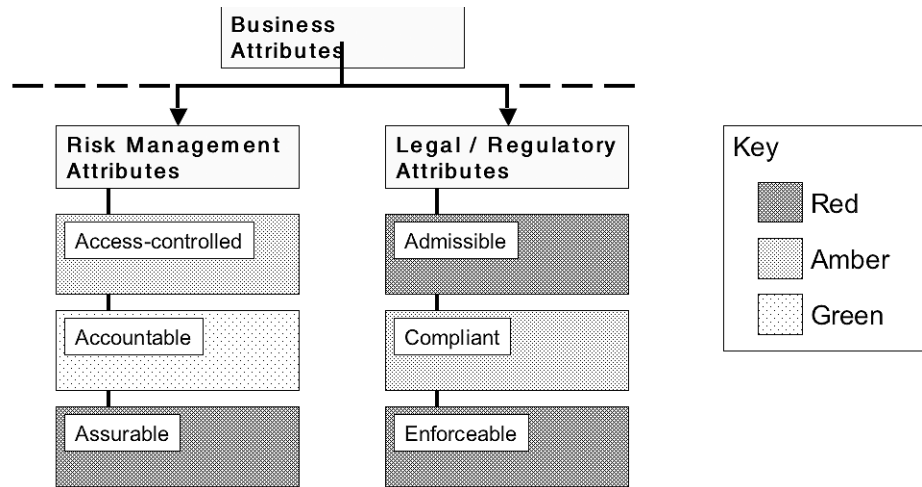 Business
Attributes
Risk Management
Attributes
Access-controlled
Accountable
Assurable
Legal / Regulatory
Attributes
Admissible
Compliant
Enforceable
Key
Red
Amber
Green